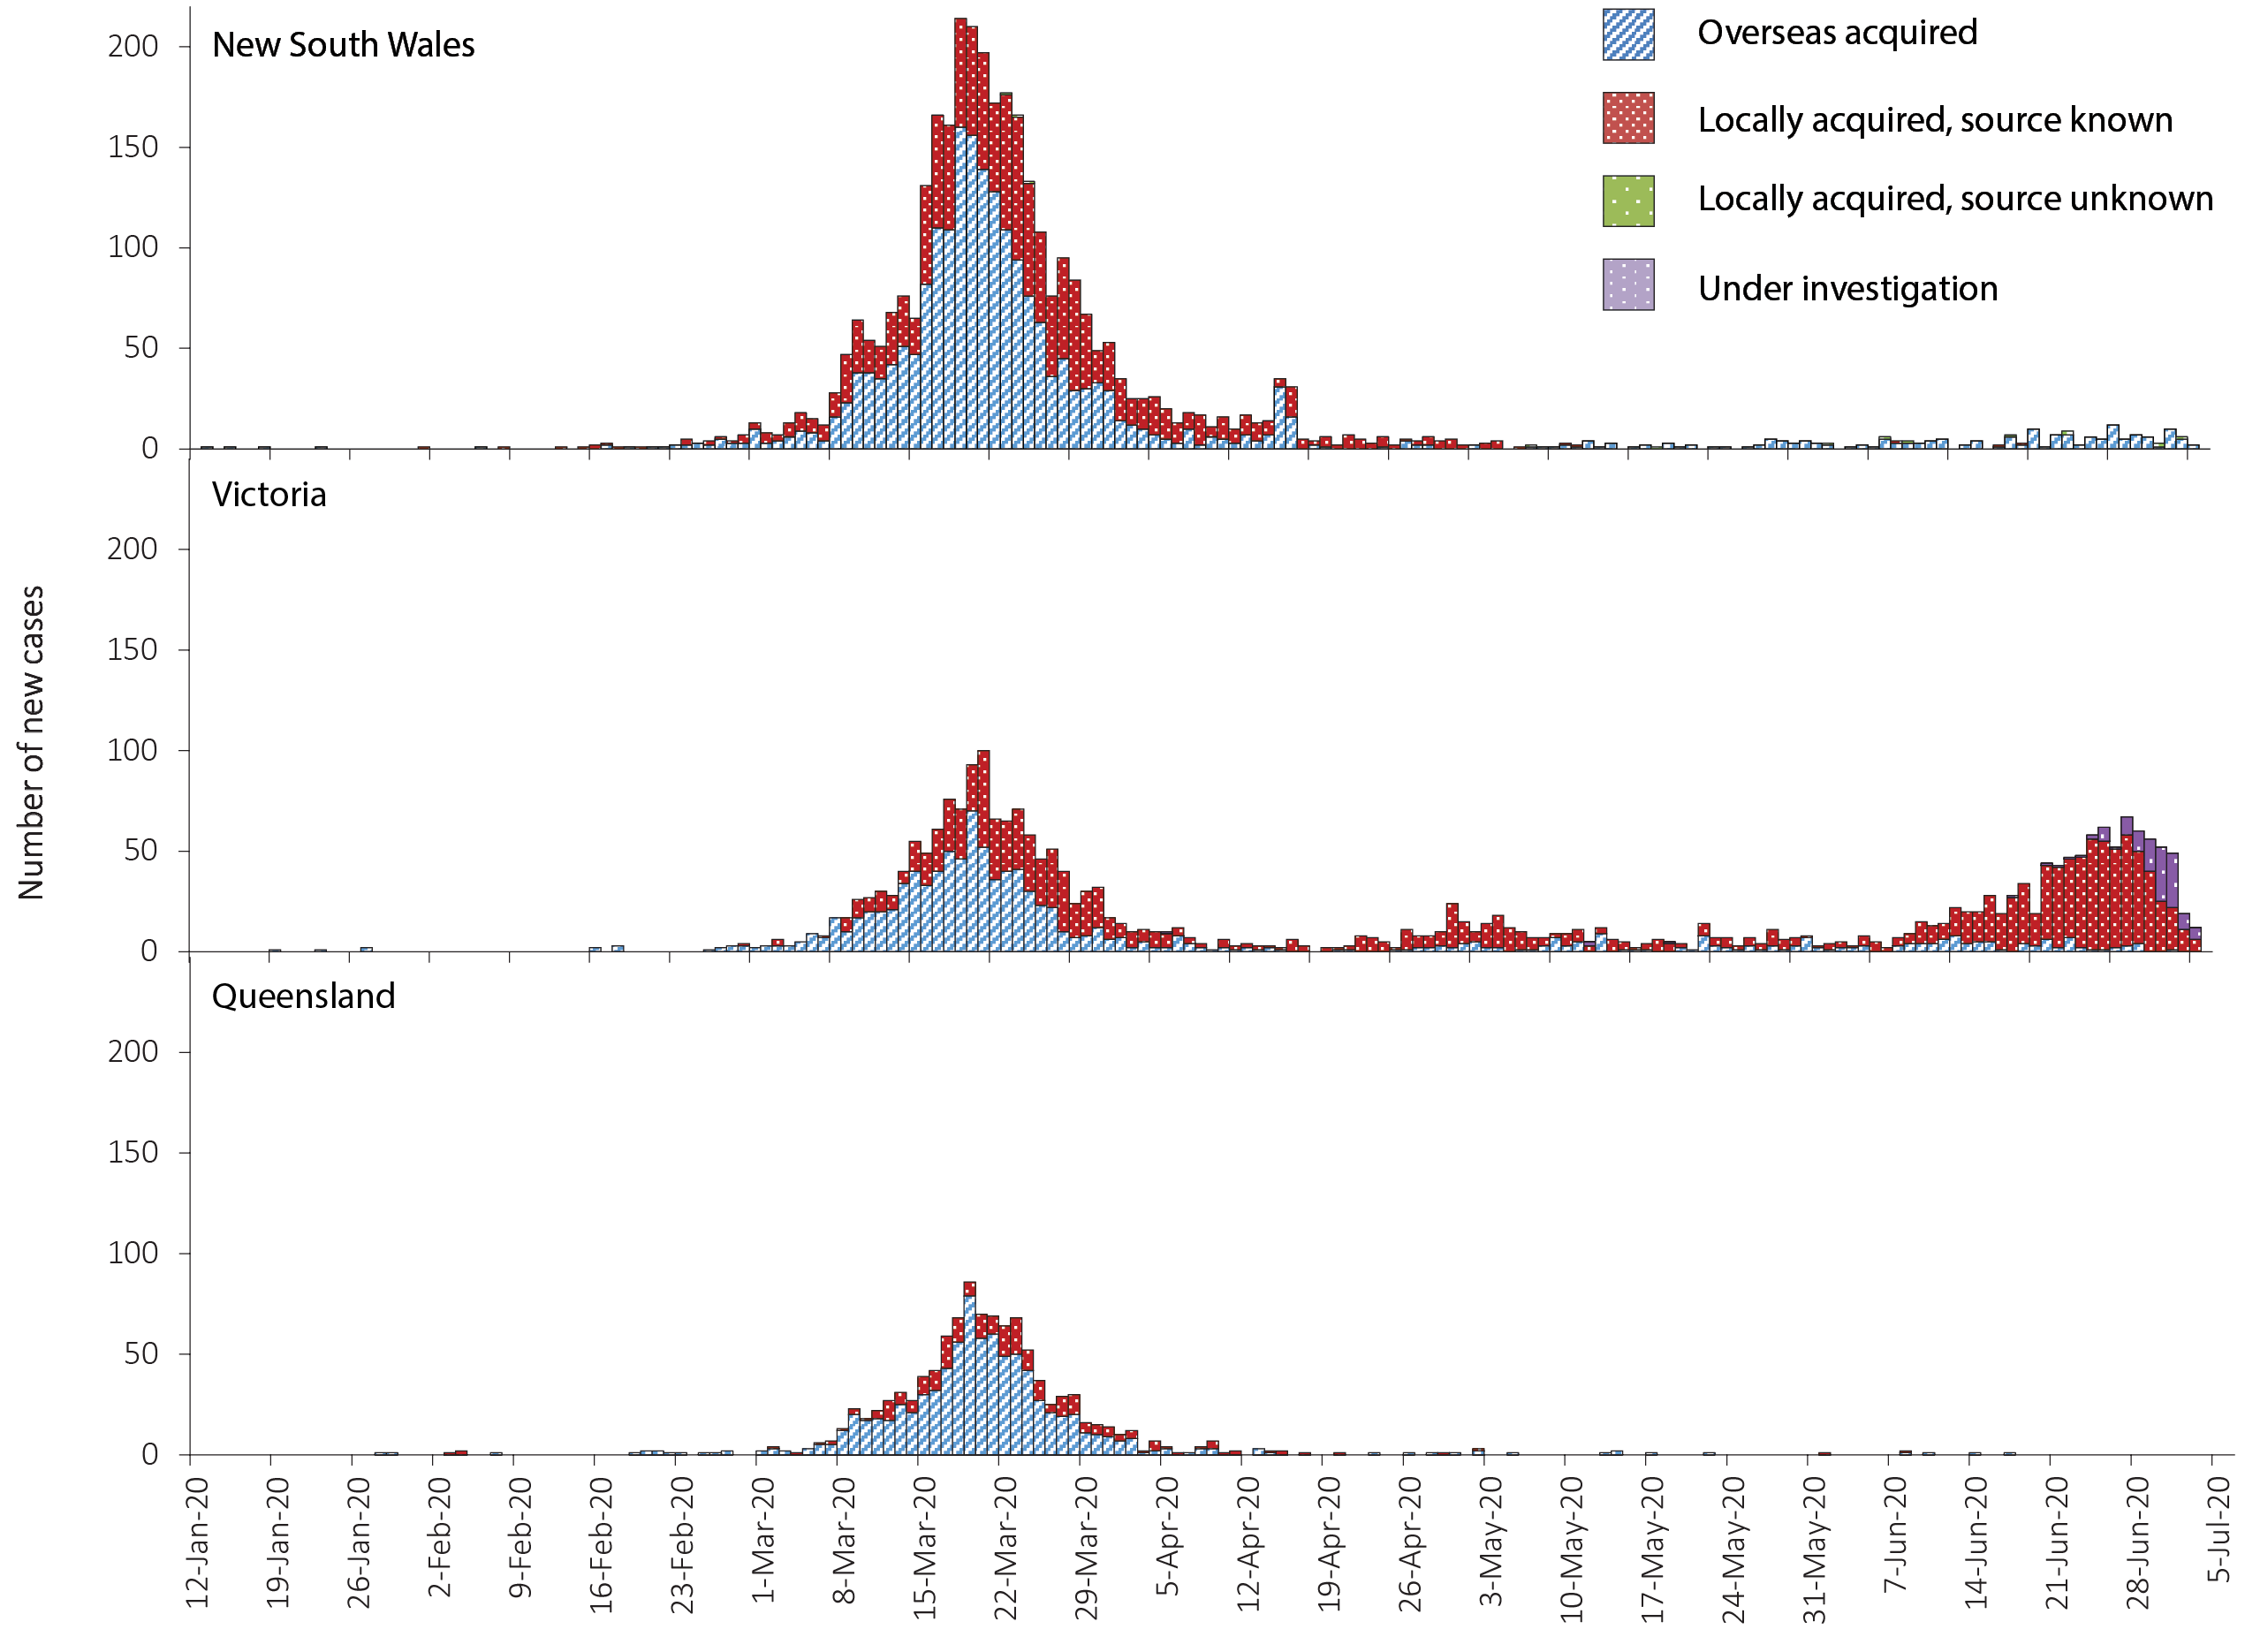 New South Wales
200
150
100
50
0
Overseas acquired
Locally acquired, source known
Locally acquired, source unknown
Under investigation
Number of new cases
Victoria
200
150
100
50
0
Queensland
200
150
100
50
0
12-Jan-20
19-Jan-20
26-Jan-20
2-Feb-20
9-Feb-20
16-Feb-20
23-Feb-20
1-Mar-20
8-Mar-20
15-Mar-20
22-Mar-20
29-Mar-20
5-Apr-20
12-Apr-20
19-Apr-20
26-Apr-20
3-May-20
10-May-20
17-May-20
24-May-20
31-May-20
7-Jun-20
14-Jun-20
21-Jun-20
28-Jun-20
5-Jul-20